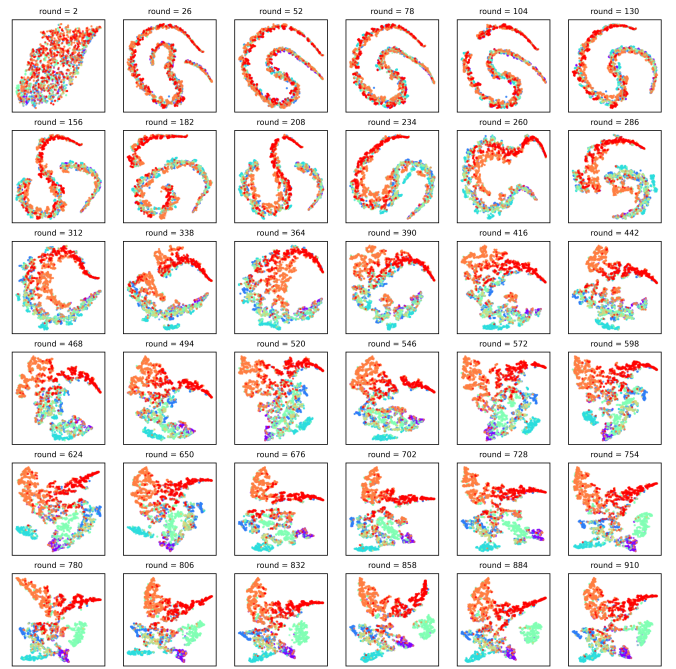 round = 2 round = 26 round = 52 round = 78 round = 104 round = 130
round = 156 round = 182 round = 208 round = 234 round = 260 round = 286
round = 312 round = 338 round = 364 round = 390 round = 416 round = 442
round = 468 round = 494 round = 520 round = 546 round = 572 round = 598
round = 624 round = 650 round = 676 round = 702 round = 728 round = 754
round = 780 round = 806 round = 832 round = 858 round = 884 round = 910